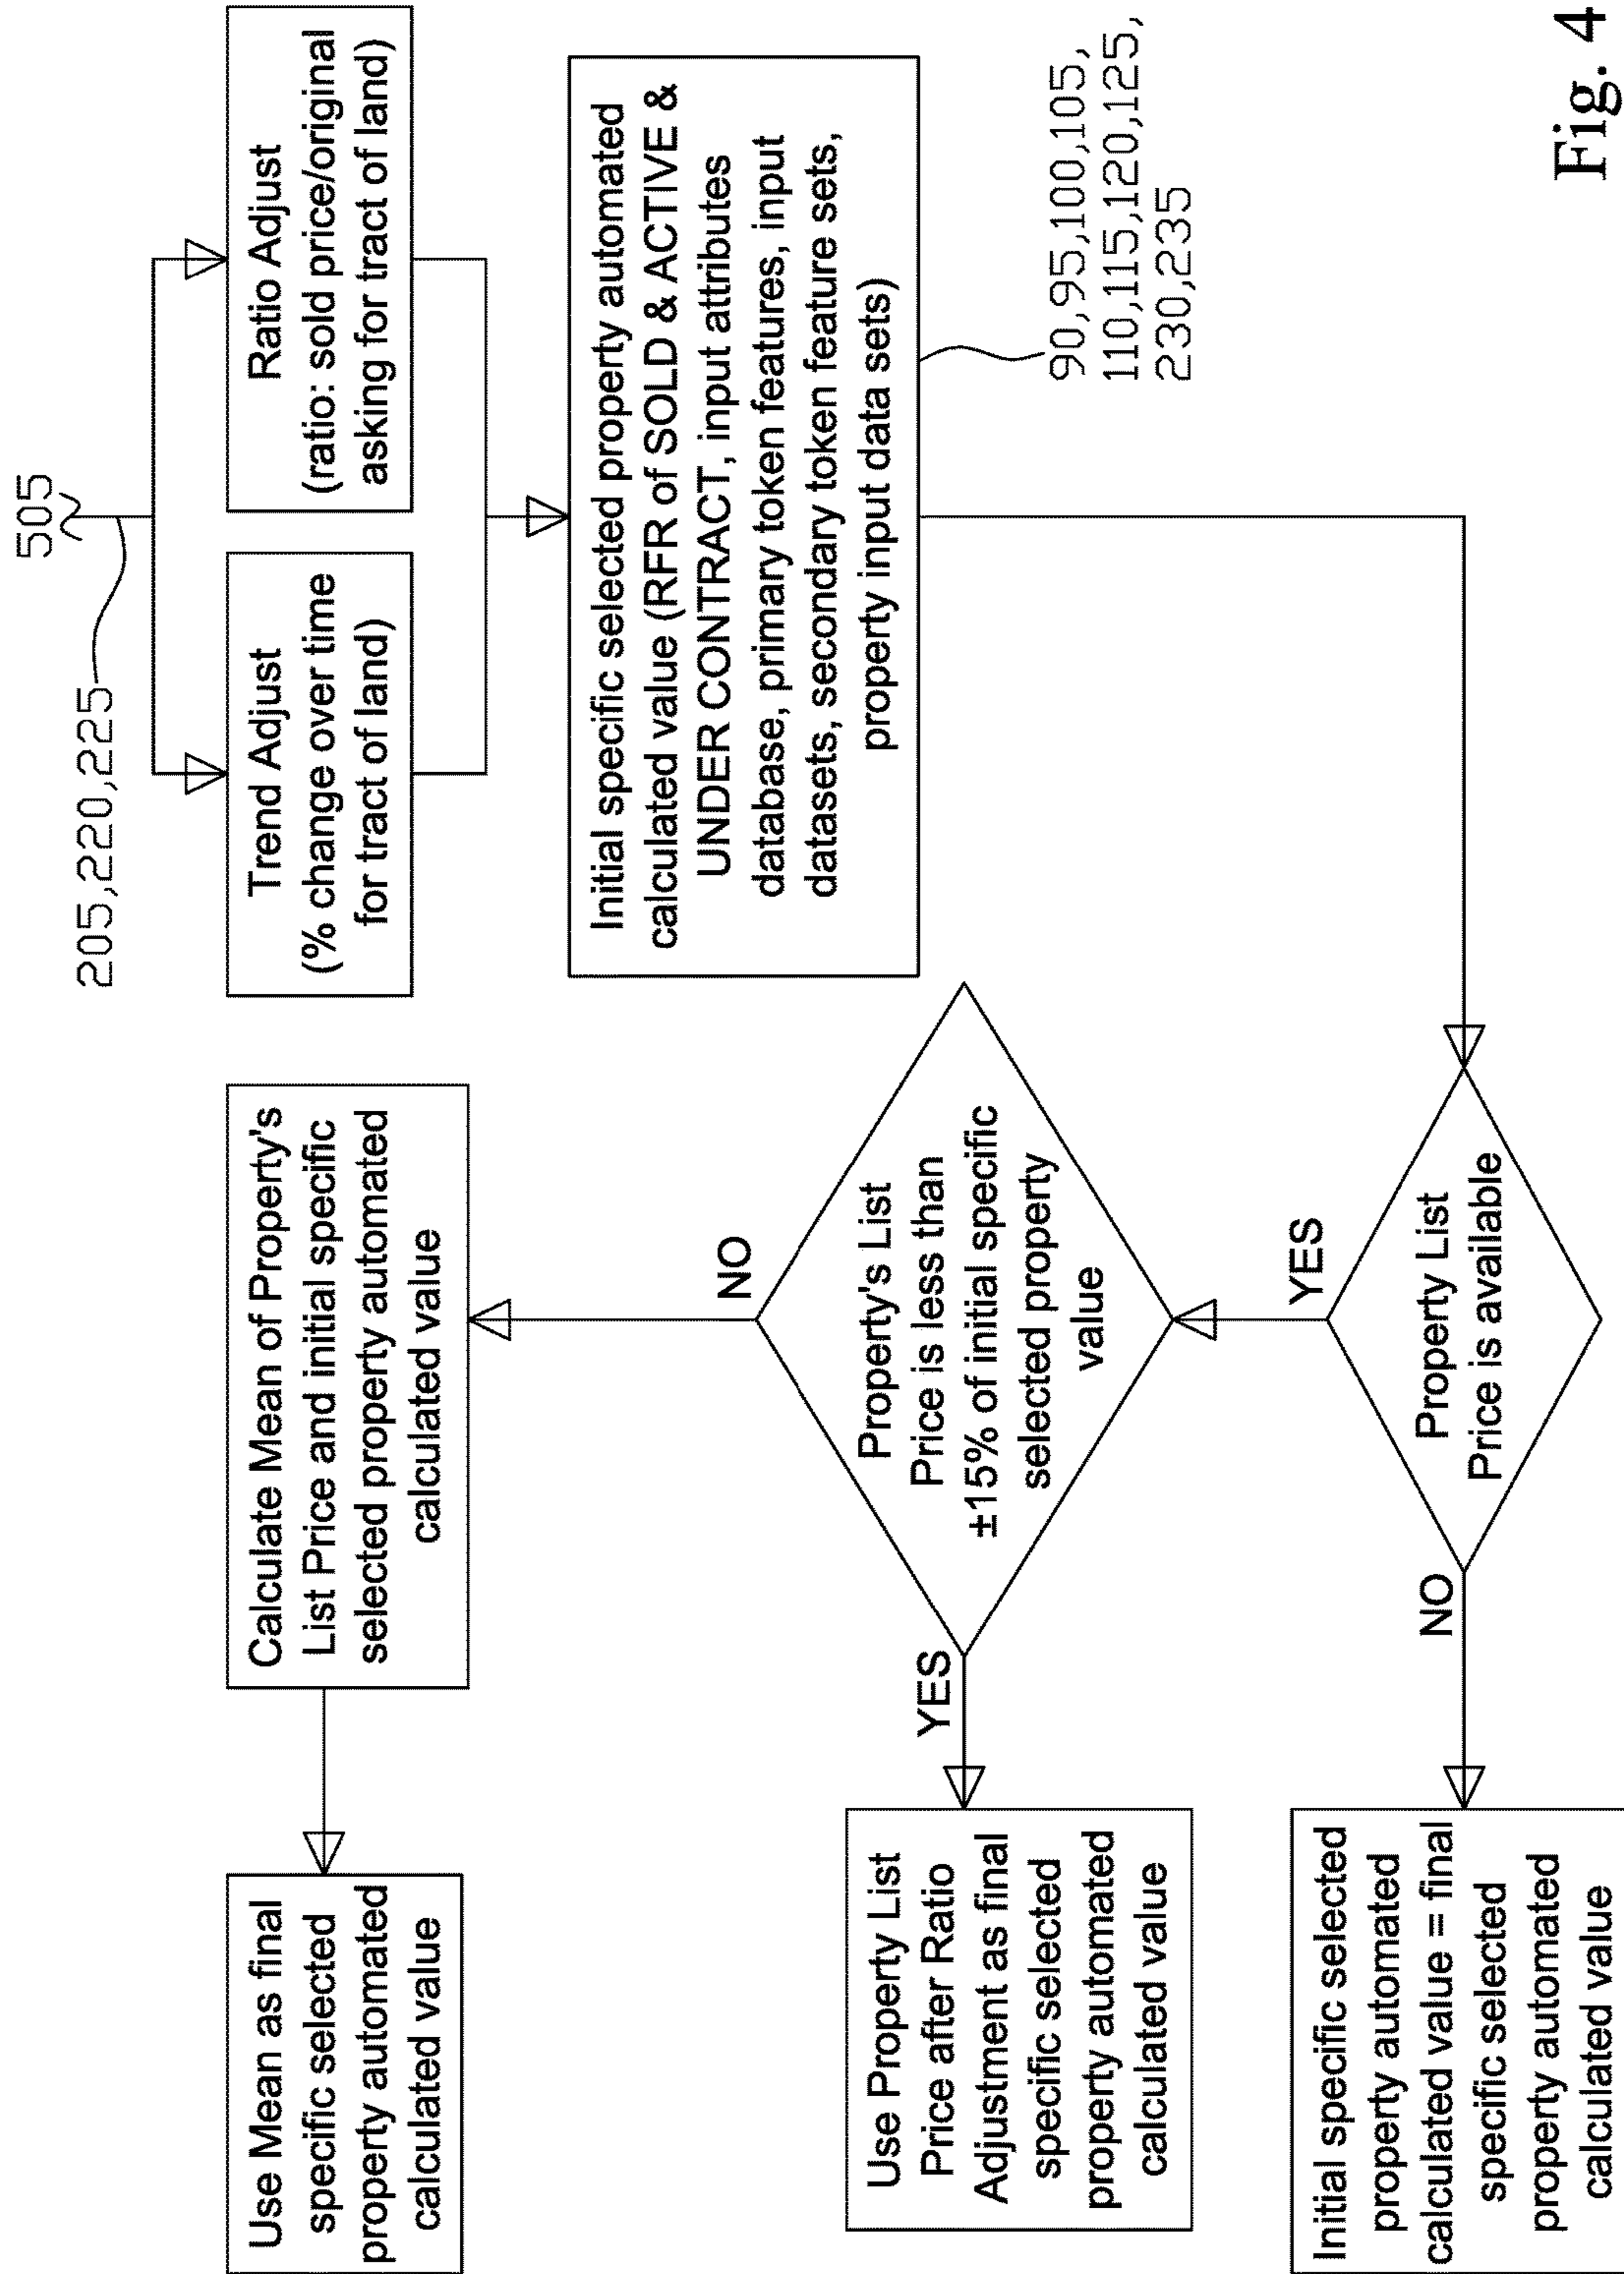 505
205,220,225
Trend Adjust
(% change over time
for tract of land)
Ratio Adjust
(ratio: sold price/original
asking for tract of land)
Initial specific selected property automated
calculated value (RFR of SOLD & ACTIVE &
UNDER CONTRACT, input attributes
database, primary token features, input
datasets, secondary token feature sets,
property input data sets)
90,95,100,105,
110,115,120,125,
230,235
Property List
Price is available
YES
NO
Property's List
Price is less than
±15% of initial specific
selected property
value
NO
YES
Calculate Mean of Property's
List Price and initial specific
selected property automated
calculated value
Use Mean as final
specific selected
property automated
calculated value
Use Property List
Price after Ratio
Adjustment as final
specific selected
property automated
calculated value
Initial specific selected
property automated
calculated value = final
specific selected
property automated
calculated value
Fig. 4